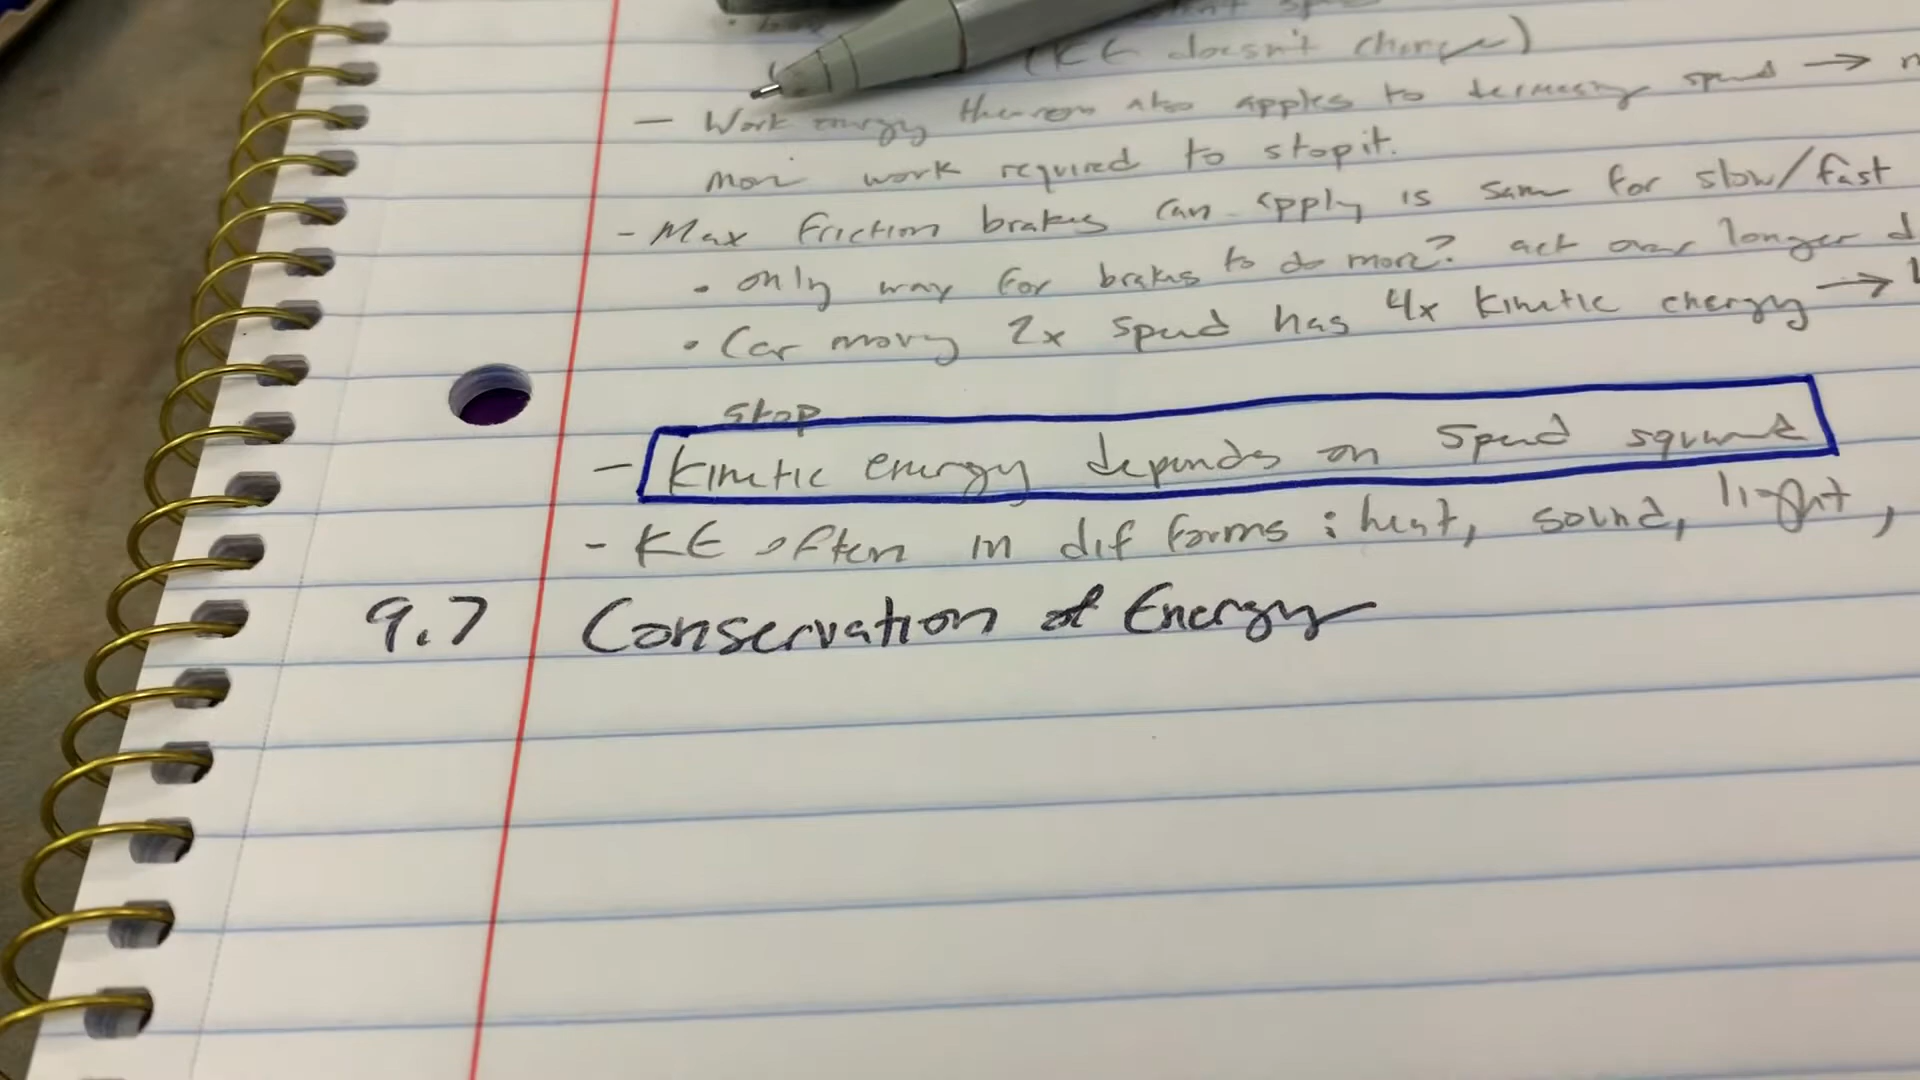 (KE doesn't change)
— Work energy theorem also apples to decreasing speed →
more work required to stop it.
- Max friction brakes can apply is same for slow/fast
• only way for brakes to do more? act over longer
• Car moving 2x speed has 4x kinetic energy →
stop
— Kinetic energy depends on speed squared
- KE often in dif forms : heat, sound, light,
9.7 Conservation of Energy